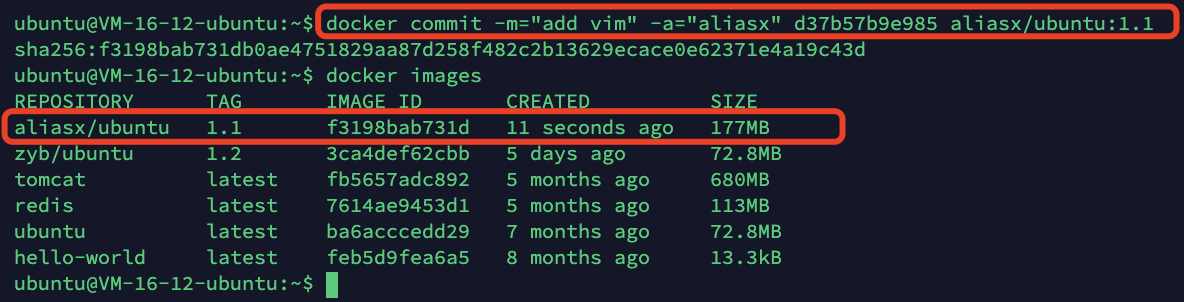 ubuntu@VM-16-12-ubuntu:~$ docker commit -m="add vim" -a="aliasx" d37b57b9e985 aliasx/ubuntu:1.1
sha256:f3198bab731db0ae4751829aa87d258f482c2b13629ecace0e62371e4a19c43d
ubuntu@VM-16-12-ubuntu:~$ docker images
REPOSITORY TAG IMAGE ID CREATED SIZE
aliasx/ubuntu 1.1 f3198bab731d 11 seconds ago 177MB
zyb/ubuntu 1.2 3ca4def62cbb 5 days ago 72.8MB
tomcat latest fb5657adc892 5 months ago 680MB
redis latest 7614ae9453d1 5 months ago 113MB
ubuntu latest ba6acccedd29 7 months ago 72.8MB
hello-world latest feb5d9fea6a5 8 months ago 13.3kB
ubuntu@VM-16-12-ubuntu:~$